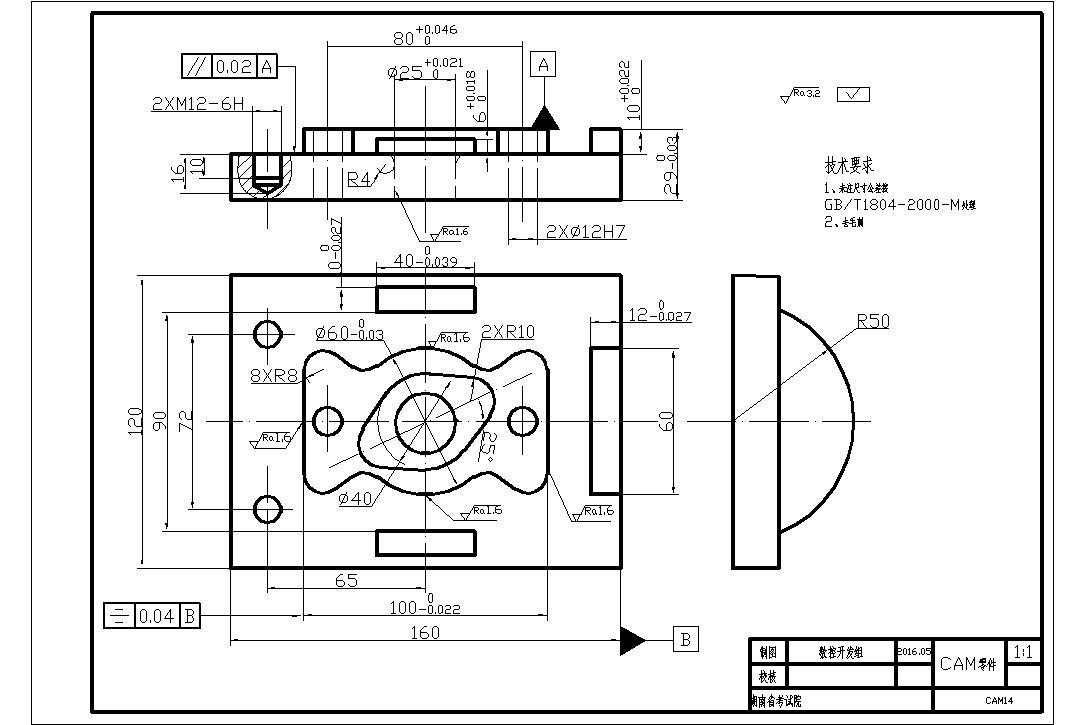 80 +0.046 0
// 0.02 A
Ø25 +0.021 0
A
6 +0.018 0
10 +0.022 0
Ra3.2
2XM12-6H
16
10
R4
29 0 -0.03
技术要求
1、未注尺寸公差按
GB/T1804-2000-M处理
2、去毛刺
Ra1.6
2XØ12H7
0 0 -0.027
40 0 -0.039
12 0 -0.027
Ø60 0 -0.03
Ra1.6
2XR10
R50
8XR8
120
90
72
Ra1.6
25°
60
Ø40
Ra1.6
Ra1.6
65
100 0 -0.022
0.04 B
160
B
制图 数控开发组 2016.05 CAM零件 1:1
校核
湖南省考试院 CAM14